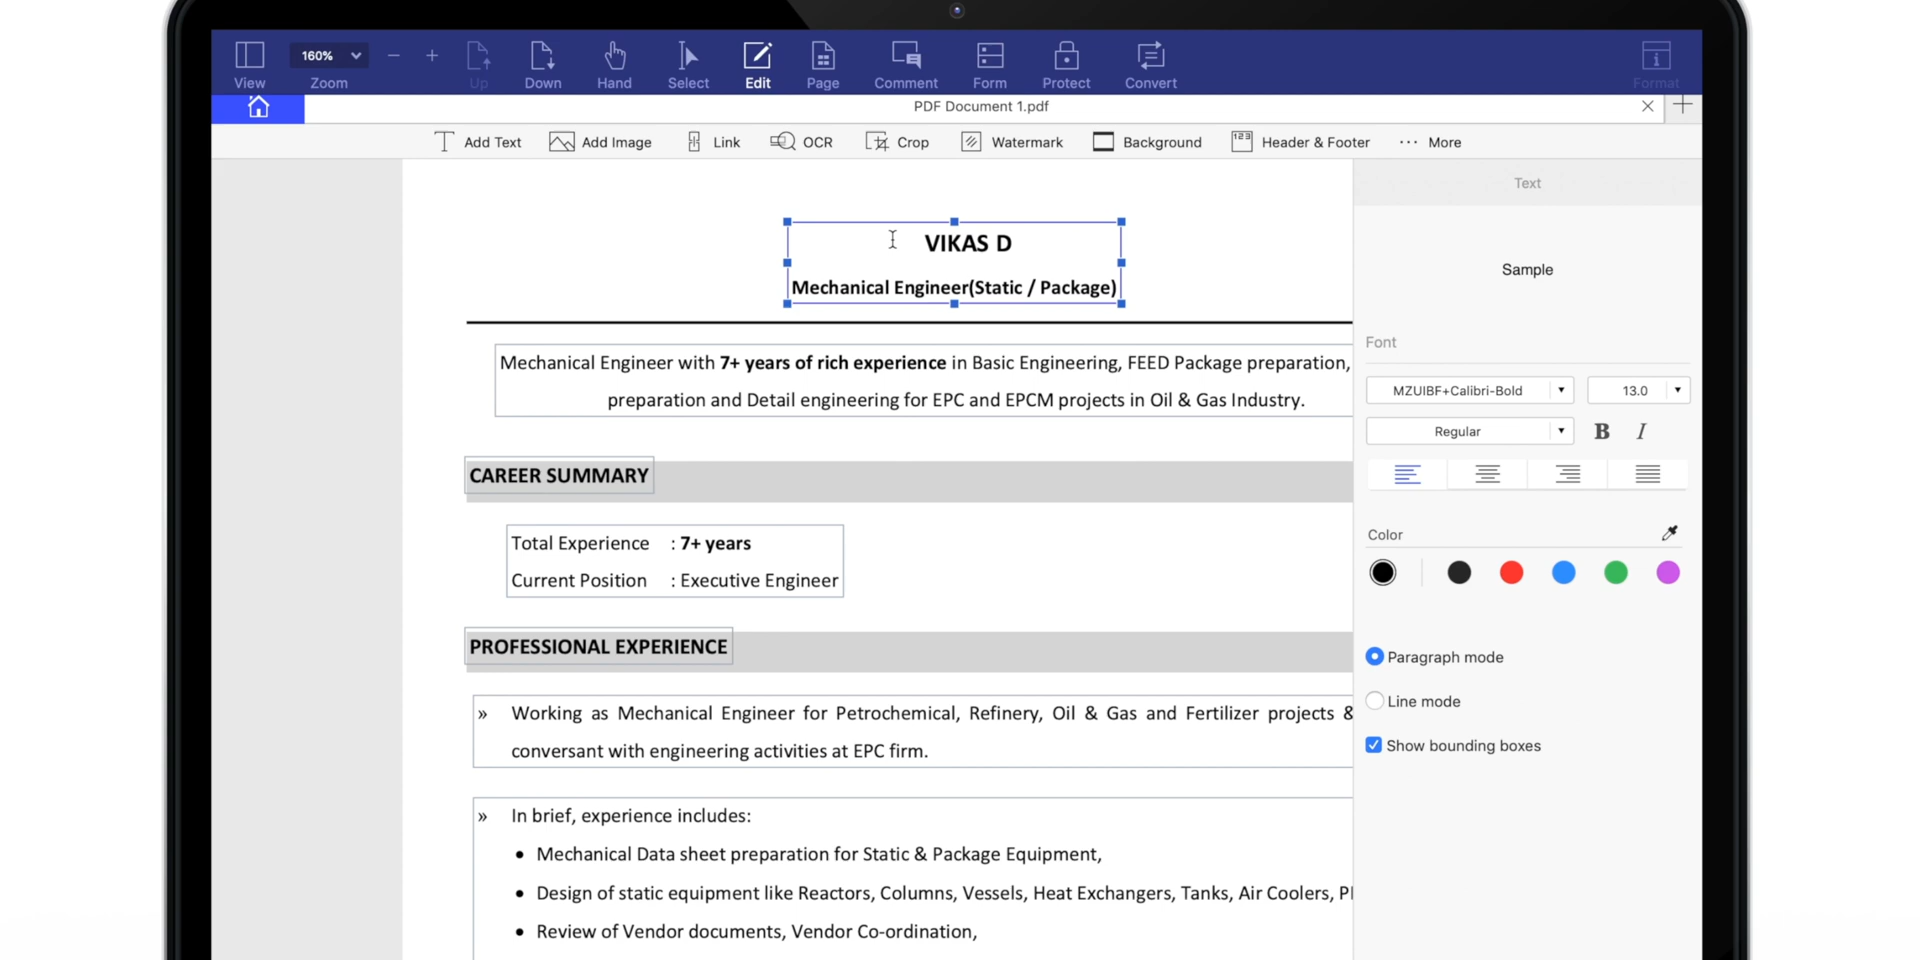 View
160%
Zoom
Up
Down
Hand
Select
Edit
Page
Comment
Form
Protect
Convert
Format
PDF Document 1.pdf
Add Text
Add Image
Link
OCR
Crop
Watermark
Background
Header & Footer
More
VIKAS D
Mechanical Engineer(Static / Package)
Mechanical Engineer with 7+ years of rich experience in Basic Engineering, FEED Package preparation,
preparation and Detail engineering for EPC and EPCM projects in Oil & Gas Industry.
CAREER SUMMARY
Total Experience : 7+ years
Current Position : Executive Engineer
PROFESSIONAL EXPERIENCE
» Working as Mechanical Engineer for Petrochemical, Refinery, Oil & Gas and Fertilizer projects &
conversant with engineering activities at EPC firm.
» In brief, experience includes:
• Mechanical Data sheet preparation for Static & Package Equipment,
• Design of static equipment like Reactors, Columns, Vessels, Heat Exchangers, Tanks, Air Coolers,
• Review of Vendor documents, Vendor Co-ordination,
Text
Sample
Font
MZUIBF+Calibri-Bold
13.0
Regular
B I
Color
Paragraph mode
Line mode
Show bounding boxes